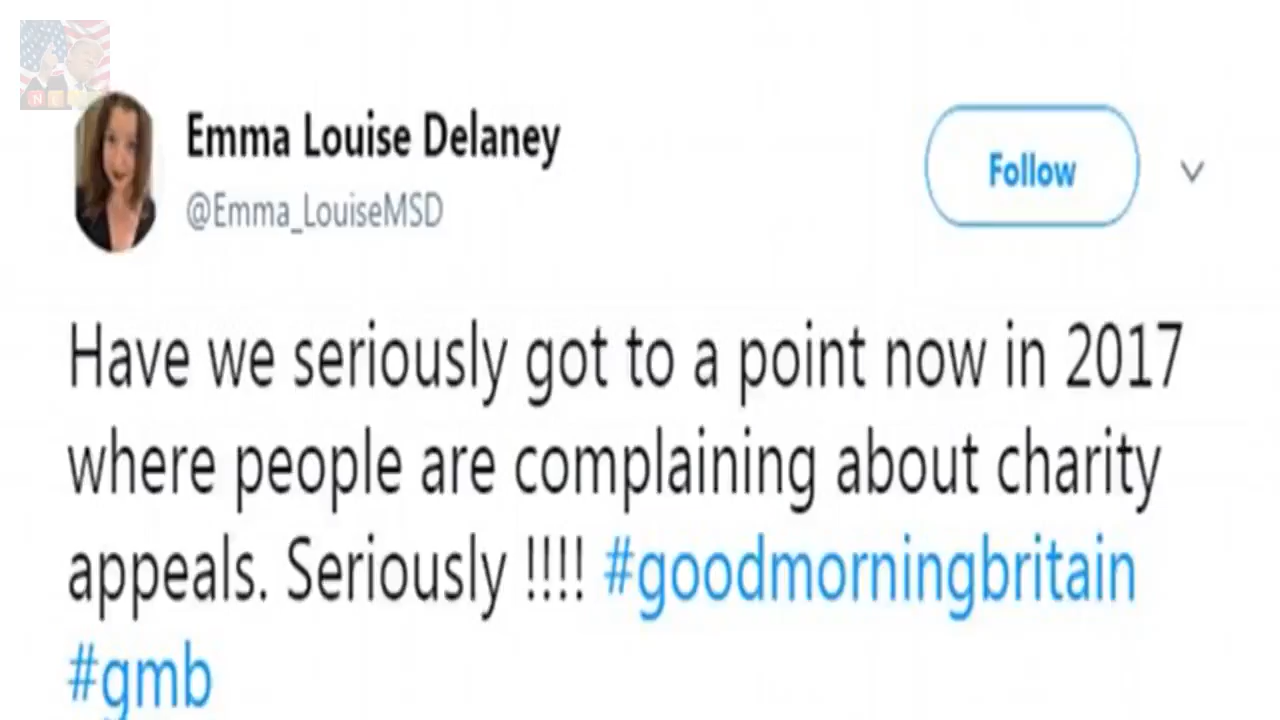 Emma Louise Delaney
@Emma_LouiseMSD
Follow
Have we seriously got to a point now in 2017
where people are complaining about charity
appeals. Seriously !!!! #goodmorningbritain
#gmb